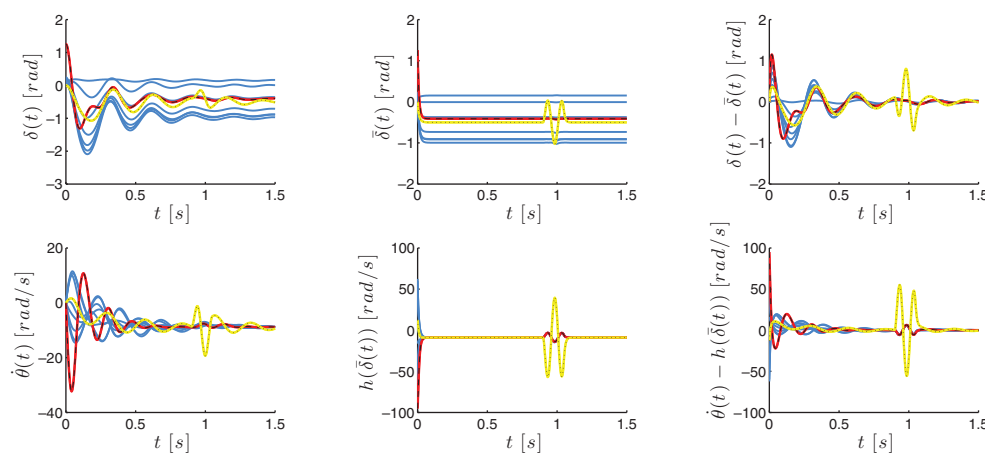 2
1
0
−1
−2
−3
0 0.5 1 1.5
δ(t) [rad]
t [s]
2
1
0
−1
2
0 0.5 1 1.5
δ̄(t) [rad]
t [s]
2
1
0
−1
2
0 0.5 1 1.5
δ(t) − δ̄(t) [rad]
t [s]
20
0
−20
−40
0 0.5 1 1.5
θ̇(t) [rad/s]
t [s]
100
50
0
−50
−100
0 0.5 1 1.5
h(δ̄(t)) [rad/s]
t [s]
100
50
0
−50
−100
0 0.5 1 1.5
θ̇(t) − h(δ̄(t)) [rad/s]
t [s]